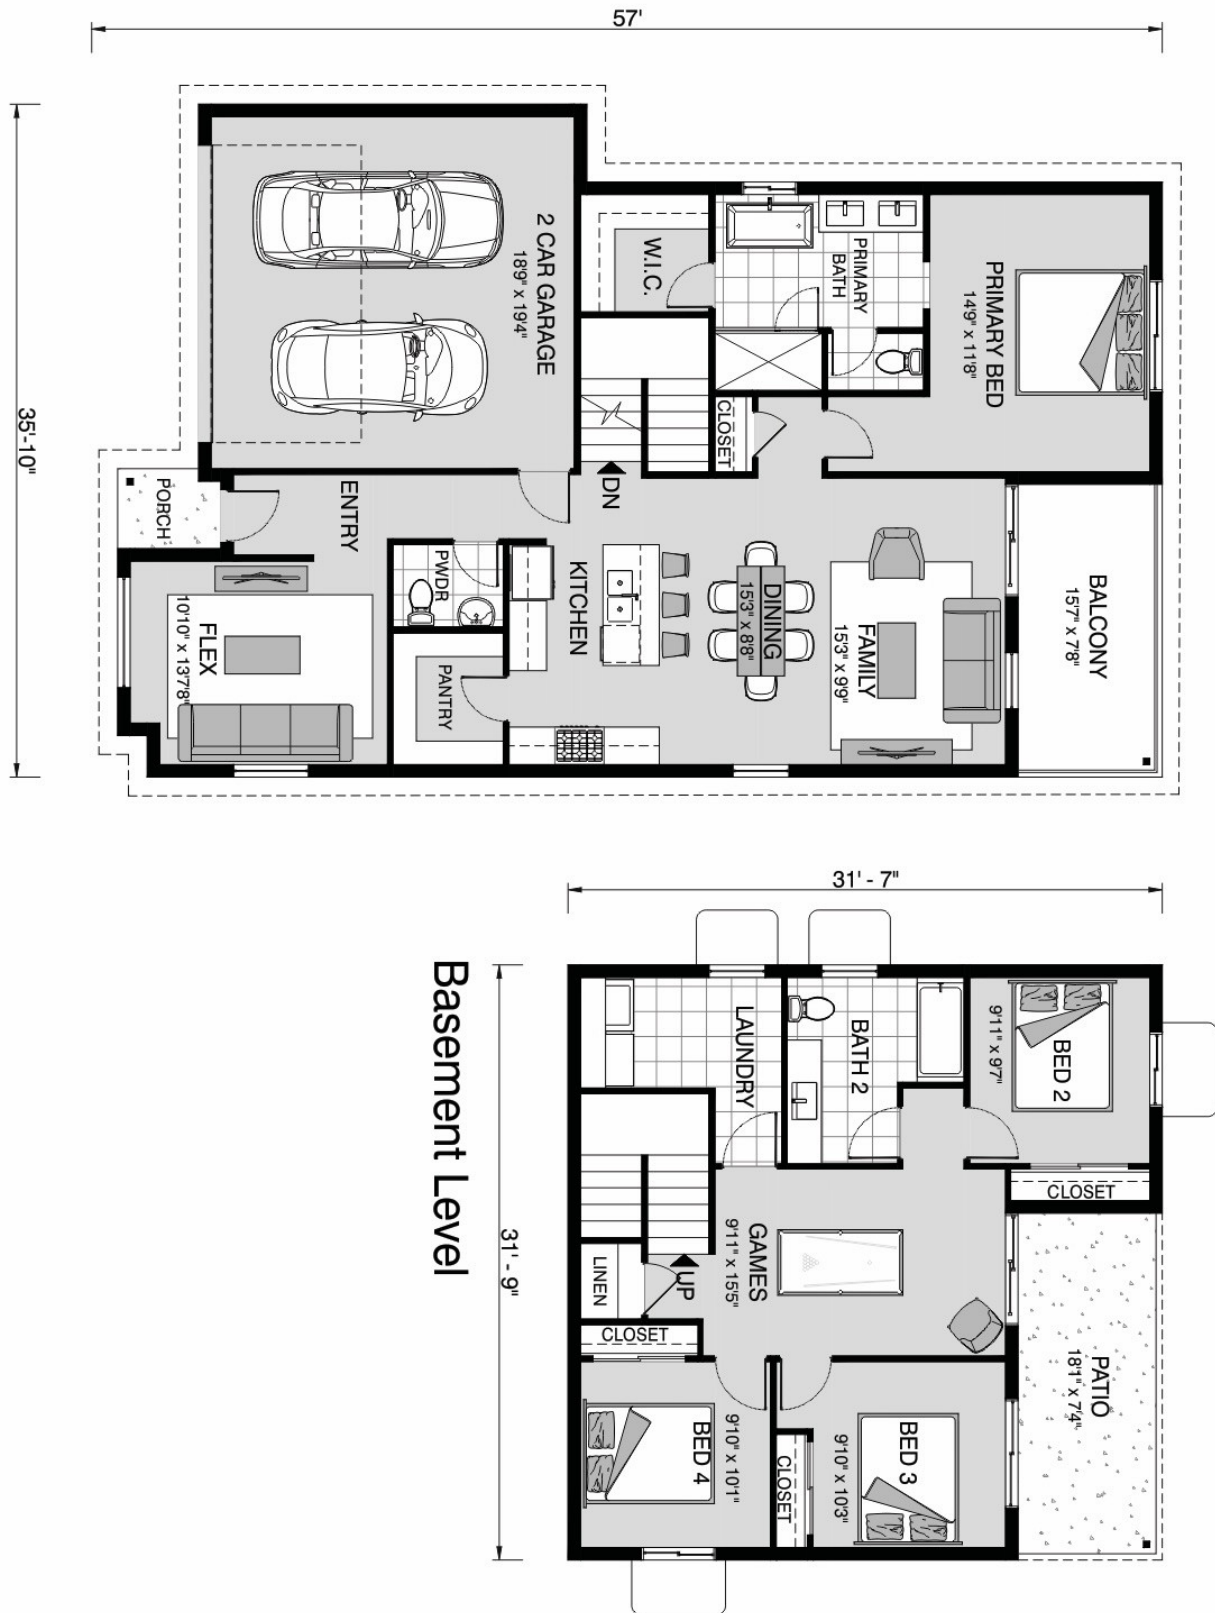 57'
35'-10"
2 CAR GARAGE
18'9" x 19'4"
W.I.C.
PRIMARY
BATH
PRIMARY BED
14'9" x 11'8"
CLOSET
DN
PORCH
ENTRY
PWDR
KITCHEN
DINING
15'3" x 8'8"
FAMILY
15'3" x 9'9"
BALCONY
15'7" x 7'8"
FLEX
10'10" x 13'7'8"
PANTRY
31' - 7"
Basement Level
31' - 9"
LAUNDRY
BATH 2
BED 2
9'11" x 9'7"
CLOSET
GAMES
9'11" x 15'5"
UP
LINEN
CLOSET
PATIO
18'1" x 7'4"
BED 4
9'10" x 10'1"
CLOSET
BED 3
9'10" x 10'3"